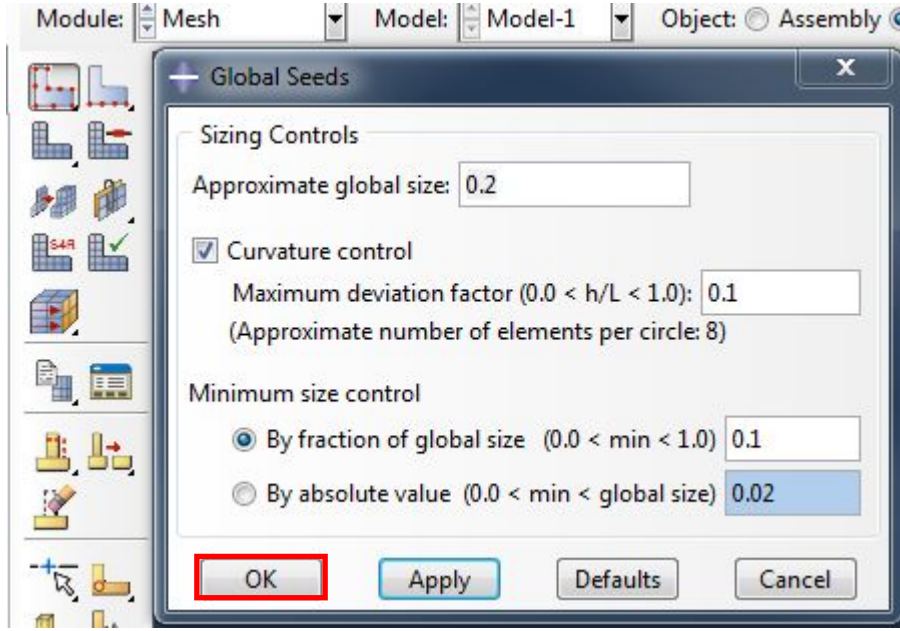 Module: Mesh Model: Model-1 Object: Assembly
Global Seeds X
Sizing Controls
Approximate global size: 0.2
Curvature control
Maximum deviation factor (0.0 < h/L < 1.0): 0.1
(Approximate number of elements per circle: 8)
Minimum size control
By fraction of global size (0.0 < min < 1.0) 0.1
By absolute value (0.0 < min < global size) 0.02
OK Apply Defaults Cancel
S4R